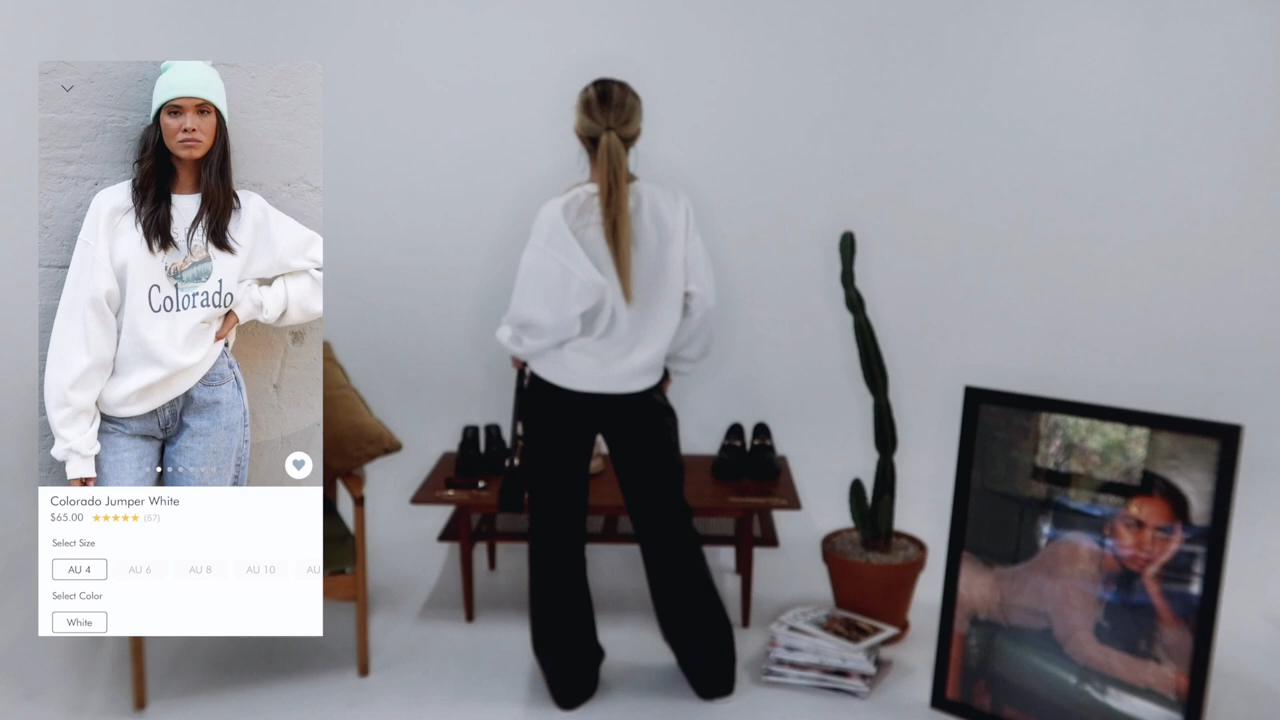 Colorado
Colorado Jumper White
$65.00 ★★★★★ (57)
Select Size
AU 4 AU 6 AU 8 AU 10 AU
Select Color
White